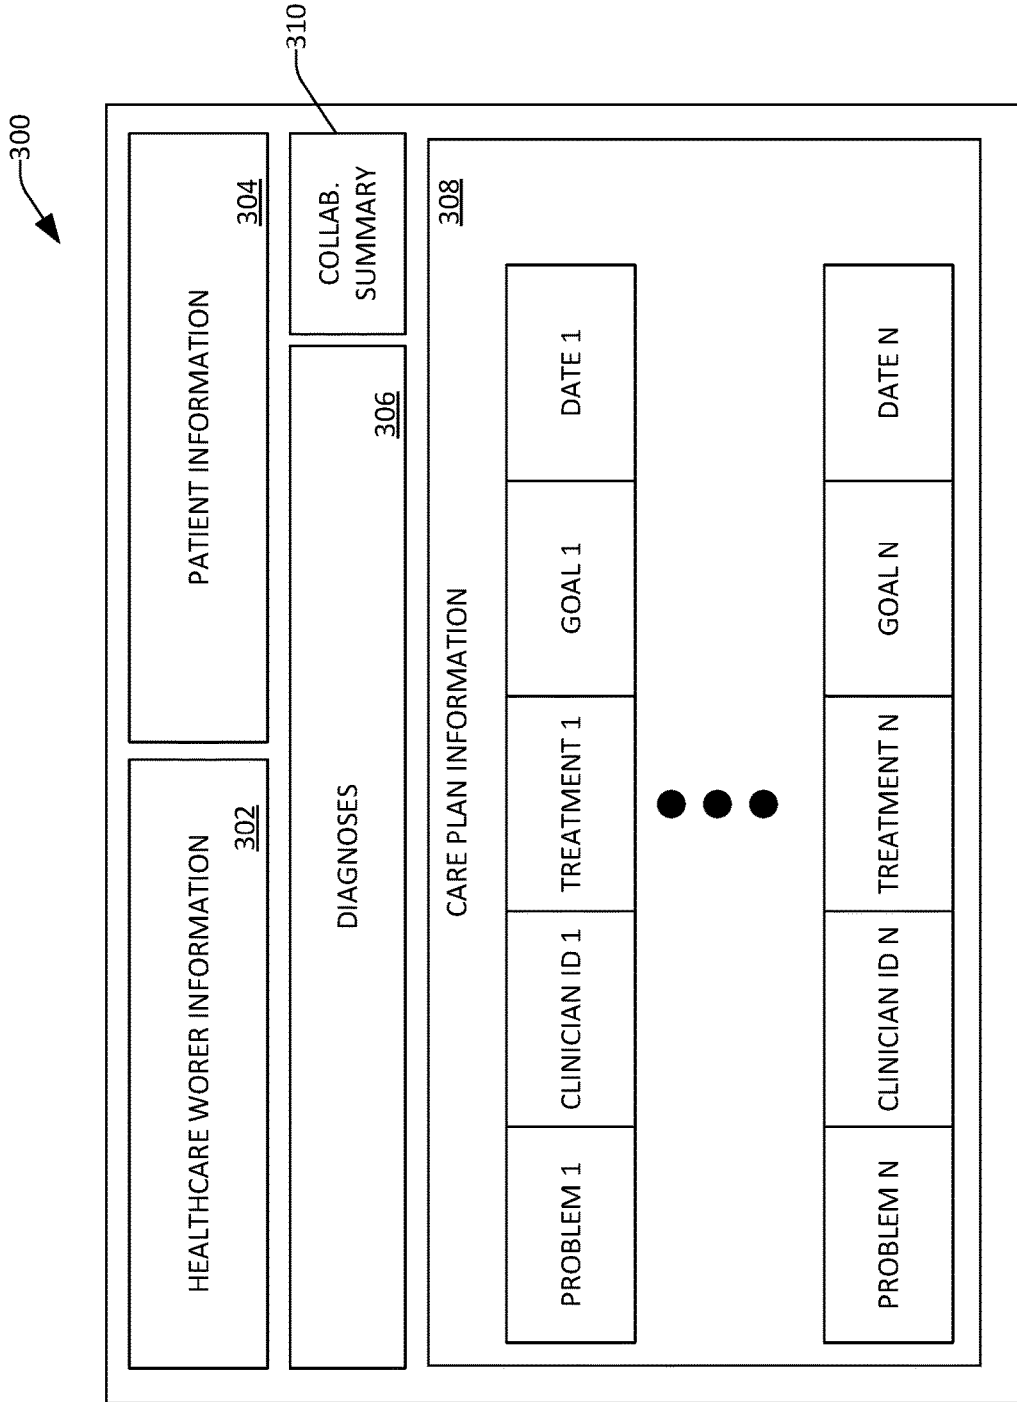 300
HEALTHCARE WORER INFORMATION
302
PATIENT INFORMATION
304
DIAGNOSES
306
COLLAB.
SUMMARY
310
CARE PLAN INFORMATION
308
PROBLEM 1
CLINICIAN ID 1
TREATMENT 1
GOAL 1
DATE 1
PROBLEM N
CLINICIAN ID N
TREATMENT N
GOAL N
DATE N